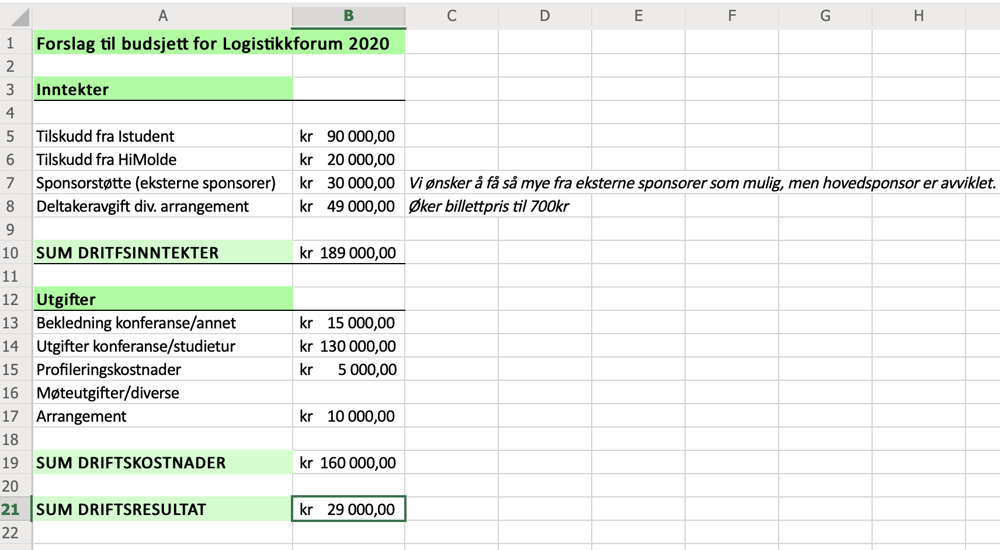 A B C D E F G H
1 Forslag til budsjett for Logistikkforum 2020
2
3 Inntekter
4
5 Tilskudd fra Istudent kr 90 000,00
6 Tilskudd fra HiMolde kr 20 000,00
7 Sponsorstøtte (eksterne sponsorer) kr 30 000,00 Vi ønsker å få så mye fra eksterne sponsorer som mulig, men hovedsponsor er avviklet.
8 Deltakeravgift div. arrangement kr 49 000,00 Øker billettpris til 700kr
9
10 SUM DRITFSINNTEKTER kr 189 000,00
11
12 Utgifter
13 Bekledning konferanse/annet kr 15 000,00
14 Utgifter konferanse/studietur kr 130 000,00
15 Profileringskostnader kr 5 000,00
16 Møteutgifter/diverse
17 Arrangement kr 10 000,00
18
19 SUM DRIFTSKOSTNADER kr 160 000,00
20
21 SUM DRIFTSRESULTAT kr 29 000,00
22